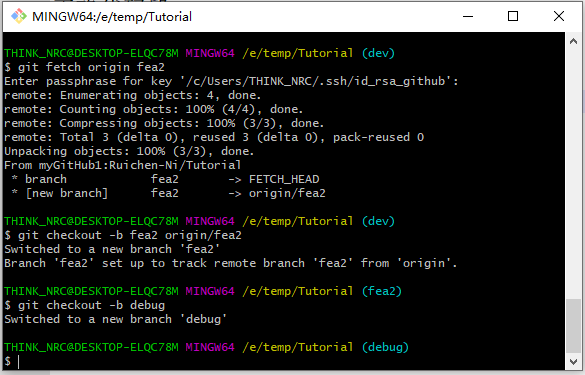 MINGW64:/e/temp/Tutorial
THINK_NRC@DESKTOP-ELQC78M MINGW64 /e/temp/Tutorial (dev)
$ git fetch origin fea2
Enter passphrase for key '/c/Users/THINK_NRC/.ssh/id_rsa_github':
remote: Enumerating objects: 4, done.
remote: Counting objects: 100% (4/4), done.
remote: Compressing objects: 100% (3/3), done.
remote: Total 3 (delta 0), reused 3 (delta 0), pack-reused 0
Unpacking objects: 100% (3/3), done.
From myGitHub1:Ruichen-Ni/Tutorial
 * branch            fea2       -> FETCH_HEAD
 * [new branch]      fea2       -> origin/fea2
THINK_NRC@DESKTOP-ELQC78M MINGW64 /e/temp/Tutorial (dev)
$ git checkout -b fea2 origin/fea2
Switched to a new branch 'fea2'
Branch 'fea2' set up to track remote branch 'fea2' from 'origin'.
THINK_NRC@DESKTOP-ELQC78M MINGW64 /e/temp/Tutorial (fea2)
$ git checkout -b debug
Switched to a new branch 'debug'
THINK_NRC@DESKTOP-ELQC78M MINGW64 /e/temp/Tutorial (debug)
$